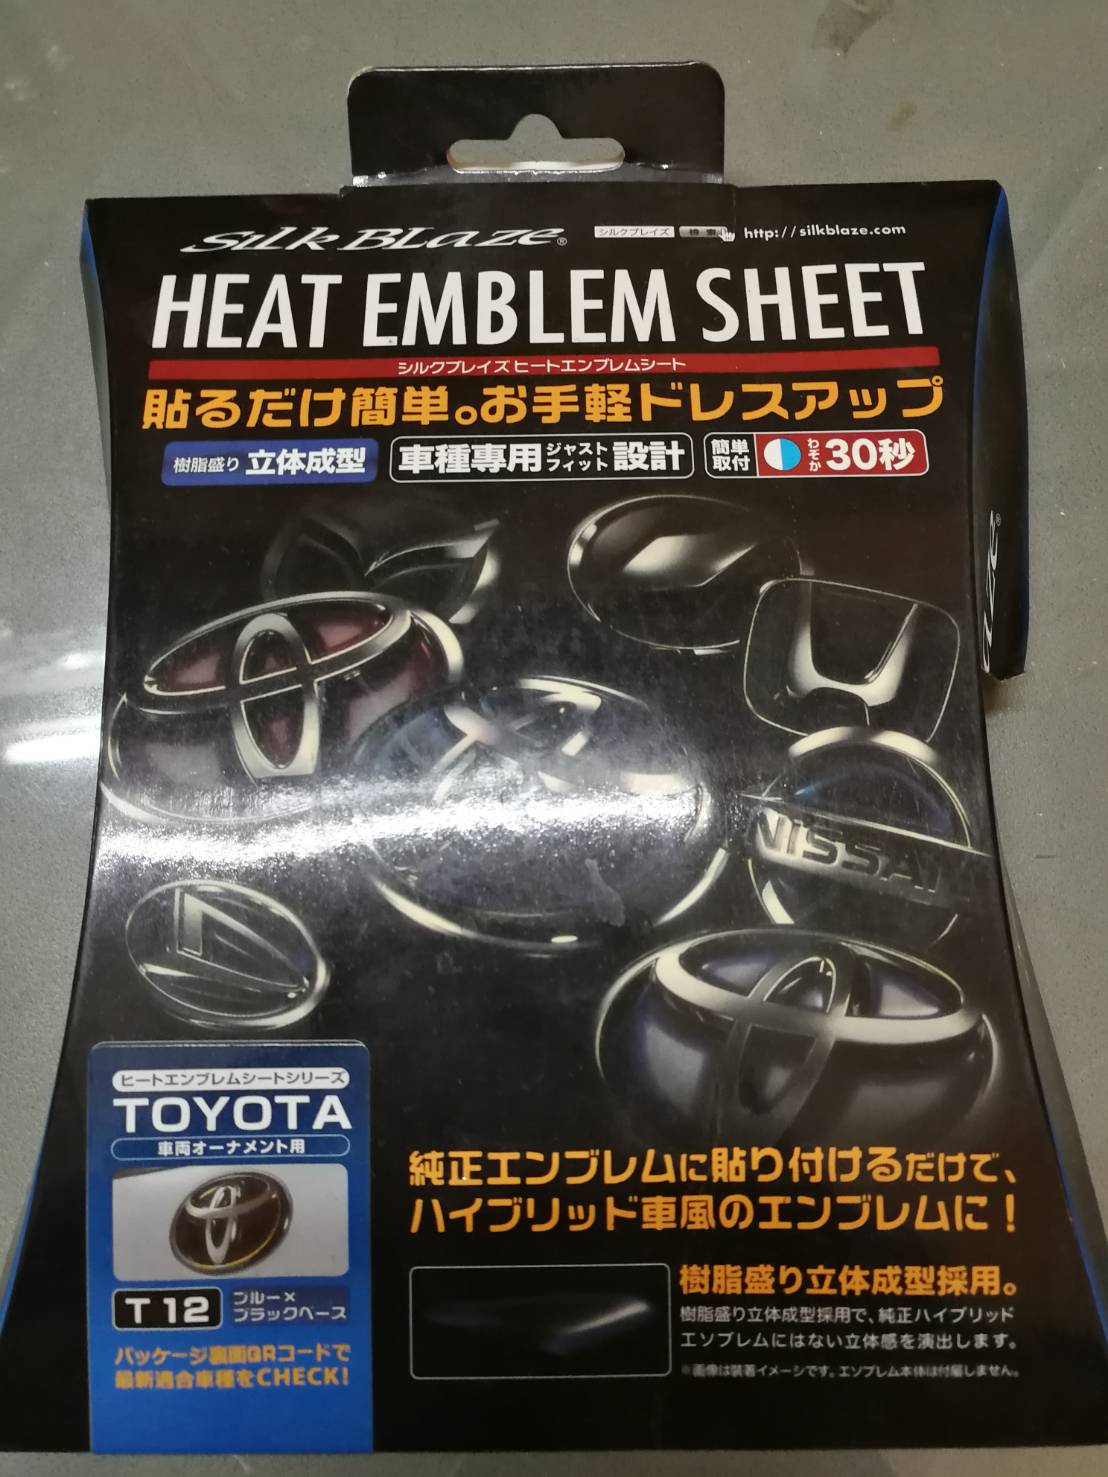 Silk Blaze® シルクブレイズ 検索 http://silkblaze.com
HEAT EMBLEM SHEET
シルクブレイズ ヒートエンブレムシート
貼るだけ簡単。お手軽ドレスアップ
樹脂盛り 立体成型 車種専用 ジャストフィット 設計 簡単取付 わずか 30秒
NISSAN
ヒートエンブレムシートシリーズ
TOYOTA
車両オーナメント用
T 12 ブルー×ブラックベース
パッケージ裏面QRコードで
最新適合車種をCHECK!
純正エンブレムに貼り付けるだけで、
ハイブリッド車風のエンブレムに!
樹脂盛り立体成型採用。
樹脂盛り立体成型採用で、純正ハイブリッド
エンブレムにはない立体感を演出します。
※画像は装着イメージです。エンブレム本体は付属しません。